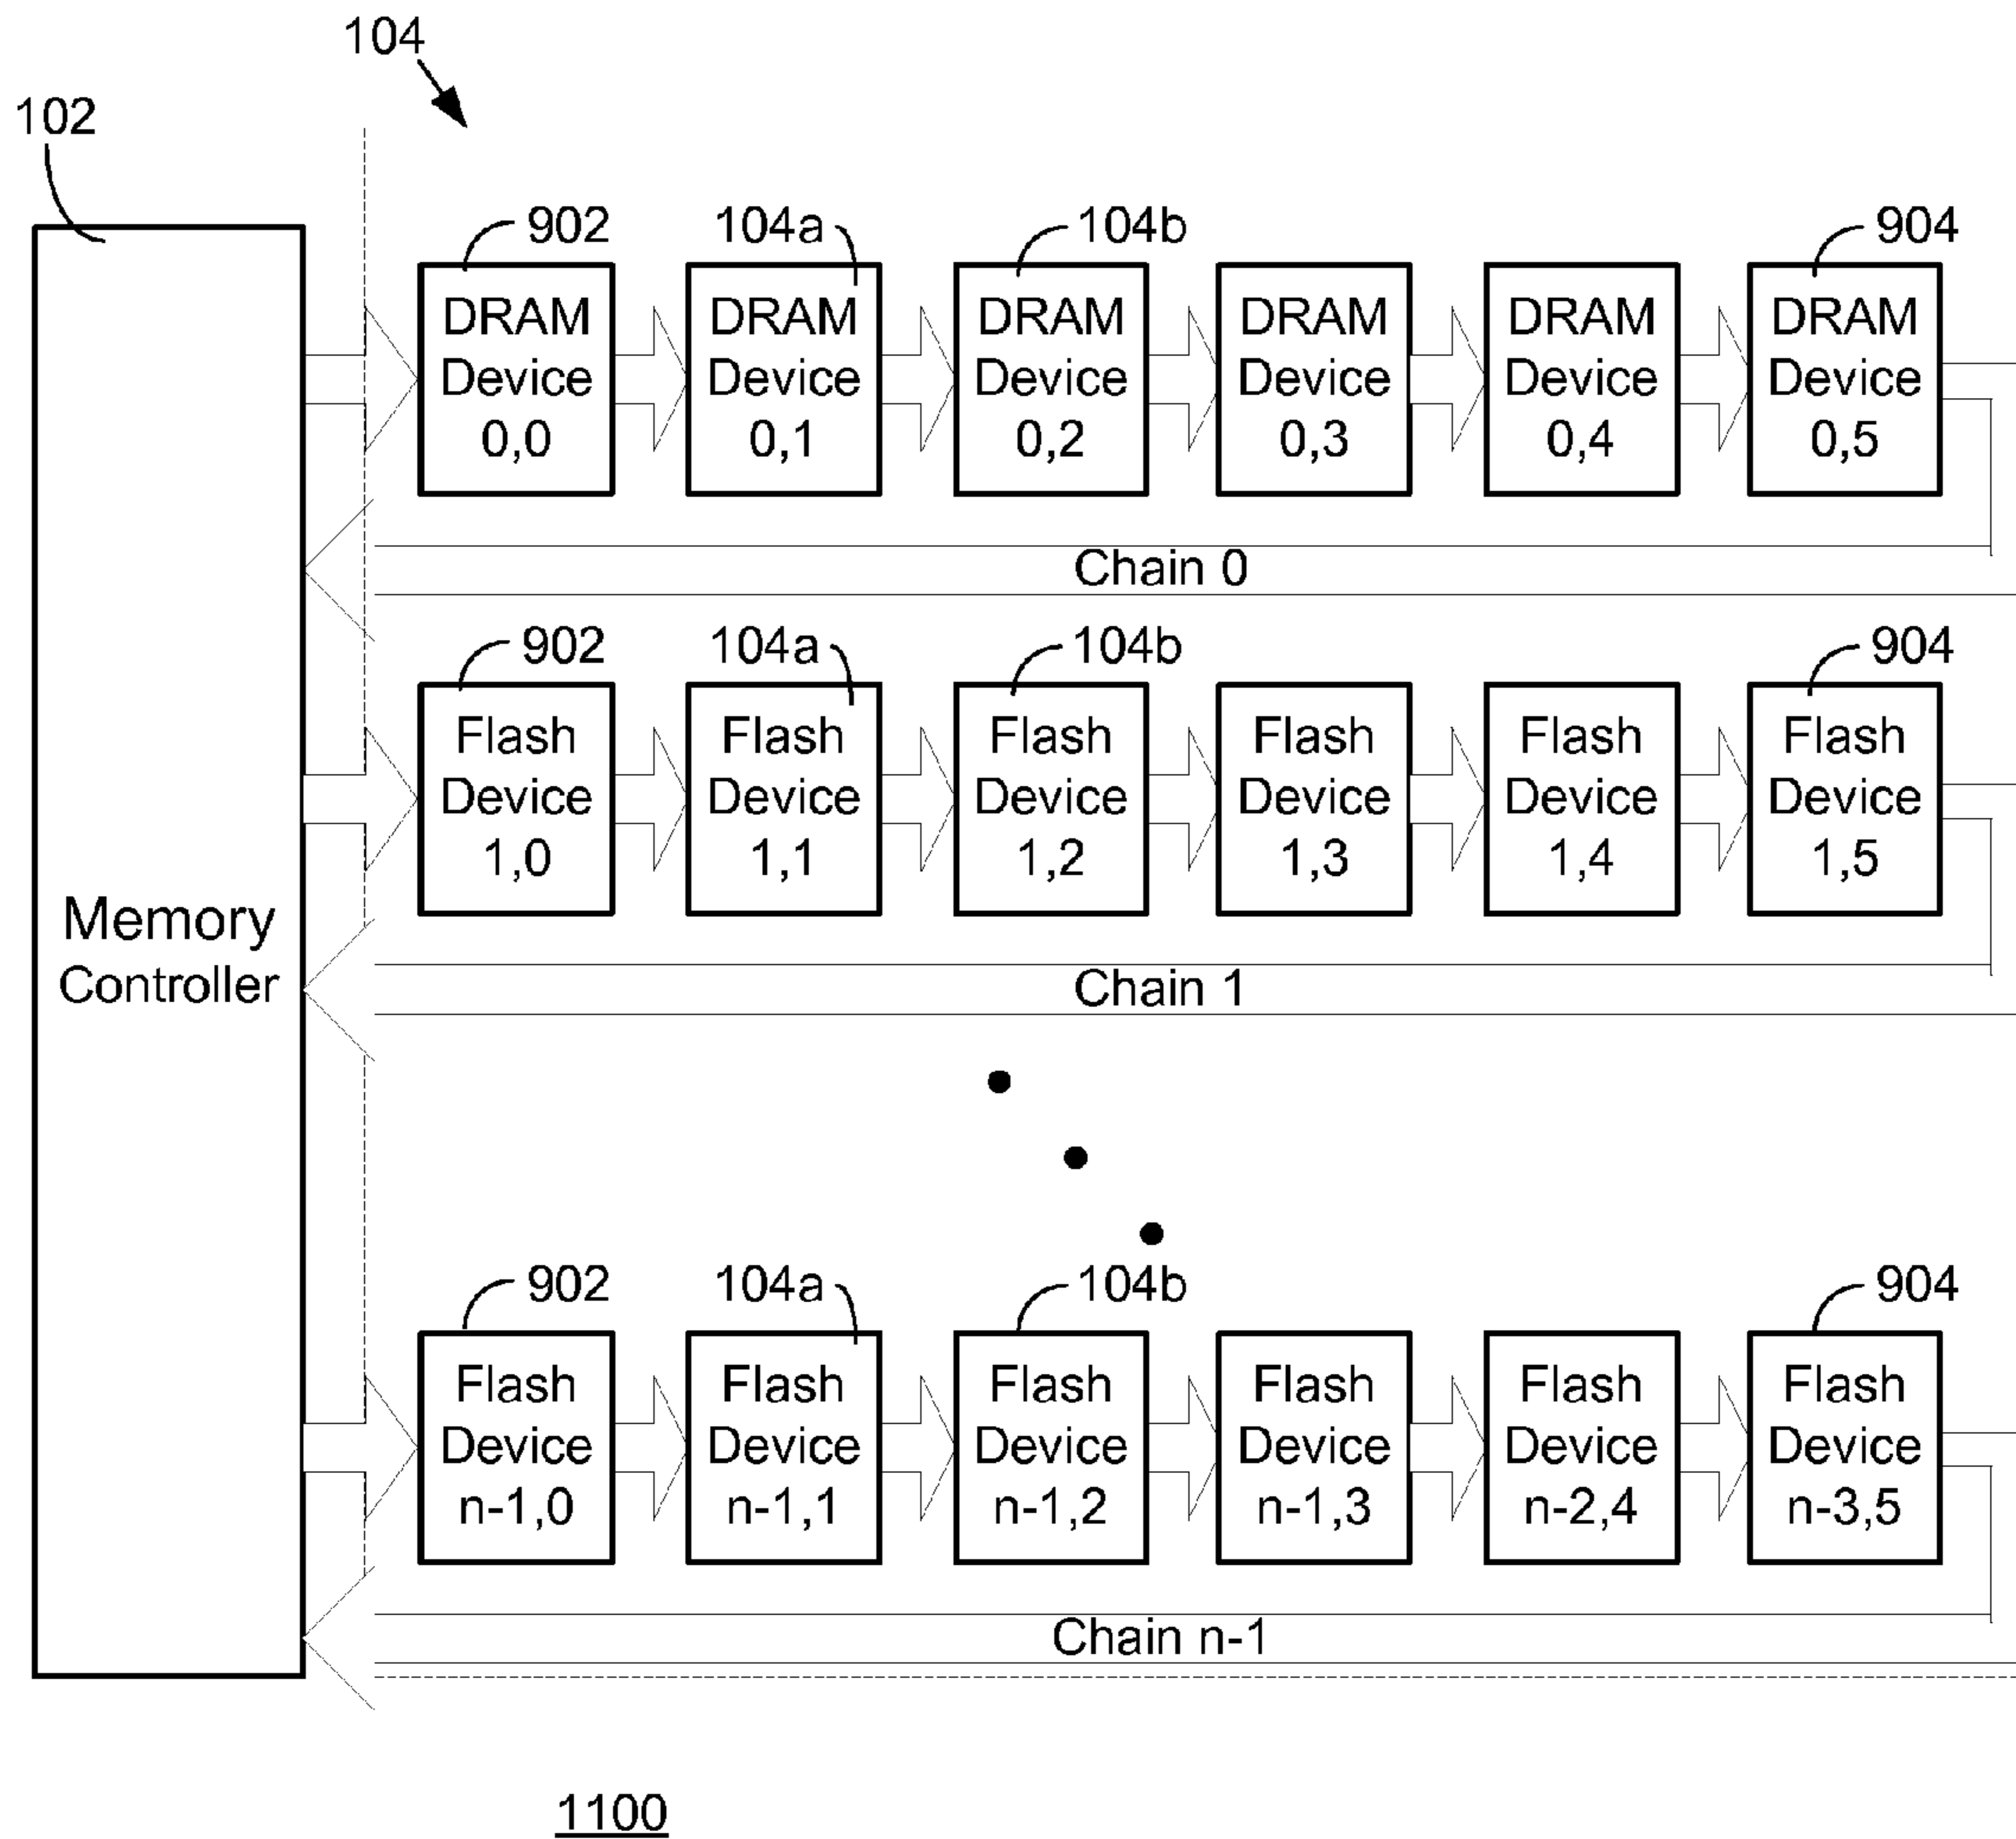 104
102
902
104a
104b
904
DRAM
Device
0,0
DRAM
Device
0,1
DRAM
Device
0,2
DRAM
Device
0,3
DRAM
Device
0,4
DRAM
Device
0,5
Chain 0
902
104a
104b
904
Flash
Device
1,0
Flash
Device
1,1
Flash
Device
1,2
Flash
Device
1,3
Flash
Device
1,4
Flash
Device
1,5
Memory
Controller
Chain 1
902
104a
104b
904
Flash
Device
n-1,0
Flash
Device
n-1,1
Flash
Device
n-1,2
Flash
Device
n-1,3
Flash
Device
n-2,4
Flash
Device
n-3,5
Chain n-1
1100